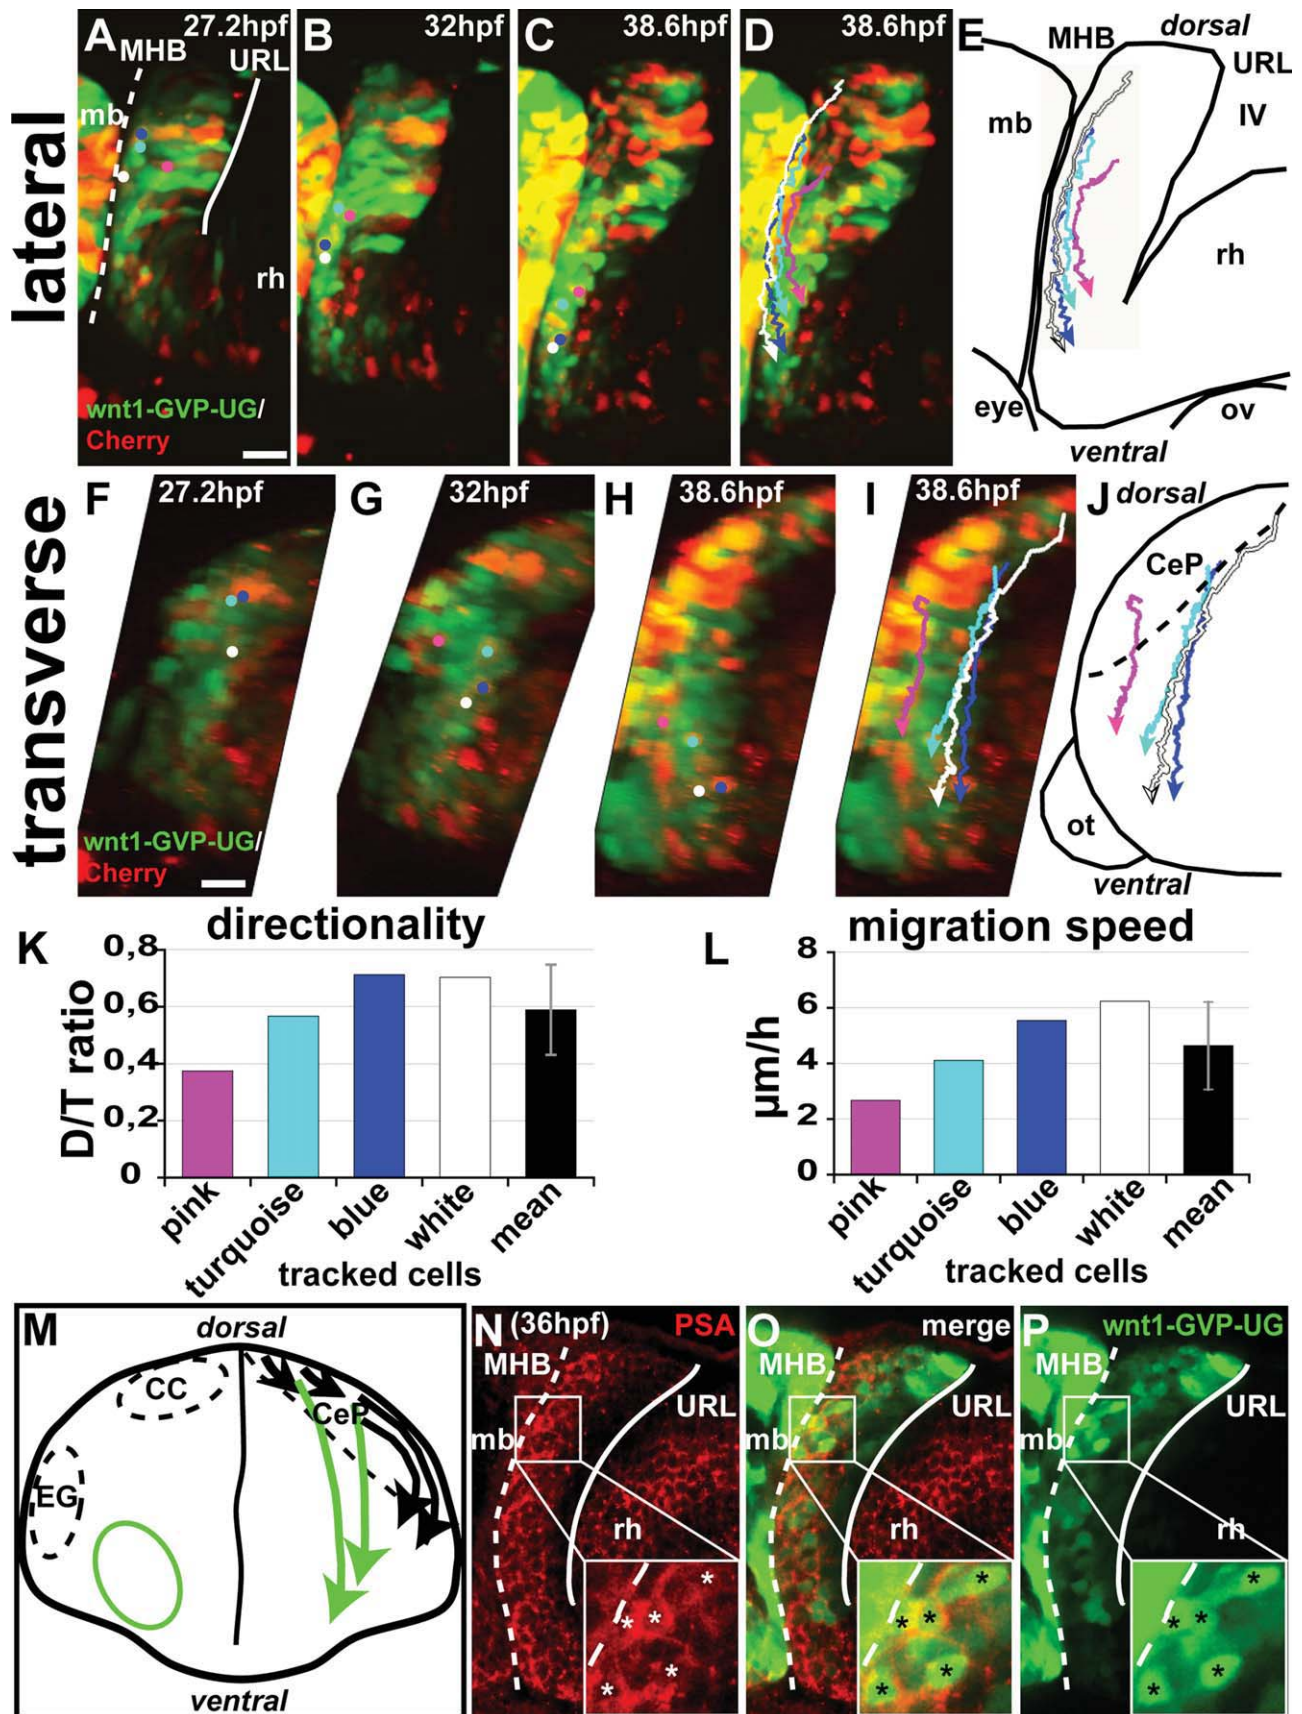 lateral
A
27.2hpf
MHB
URL
mb
rh
wnt1-GVP-UG/
Cherry
B
32hpf
C
38.6hpf
D
38.6hpf
E
dorsal
MHB
URL
IV
mb
rh
eye
ov
ventral
transverse
F
27.2hpf
wnt1-GVP-UG/
Cherry
G
32hpf
H
38.6hpf
I
38.6hpf
J
dorsal
CeP
ot
ventral
K
directionality
D/T ratio
0,8
0,6
0,4
0,2
0
pink
turquoise
blue
white
mean
tracked cells
L
migration speed
µm/h
8
6
4
2
0
pink
turquoise
blue
white
mean
tracked cells
M
dorsal
CC
CeP
EG
ventral
N (36hpf) PSA
MHB
URL
mb
rh
* * * * *
O merge
MHB
URL
mb
rh
* * * * *
P wnt1-GVP-UG
MHB
URL
mb
rh
* * * * *